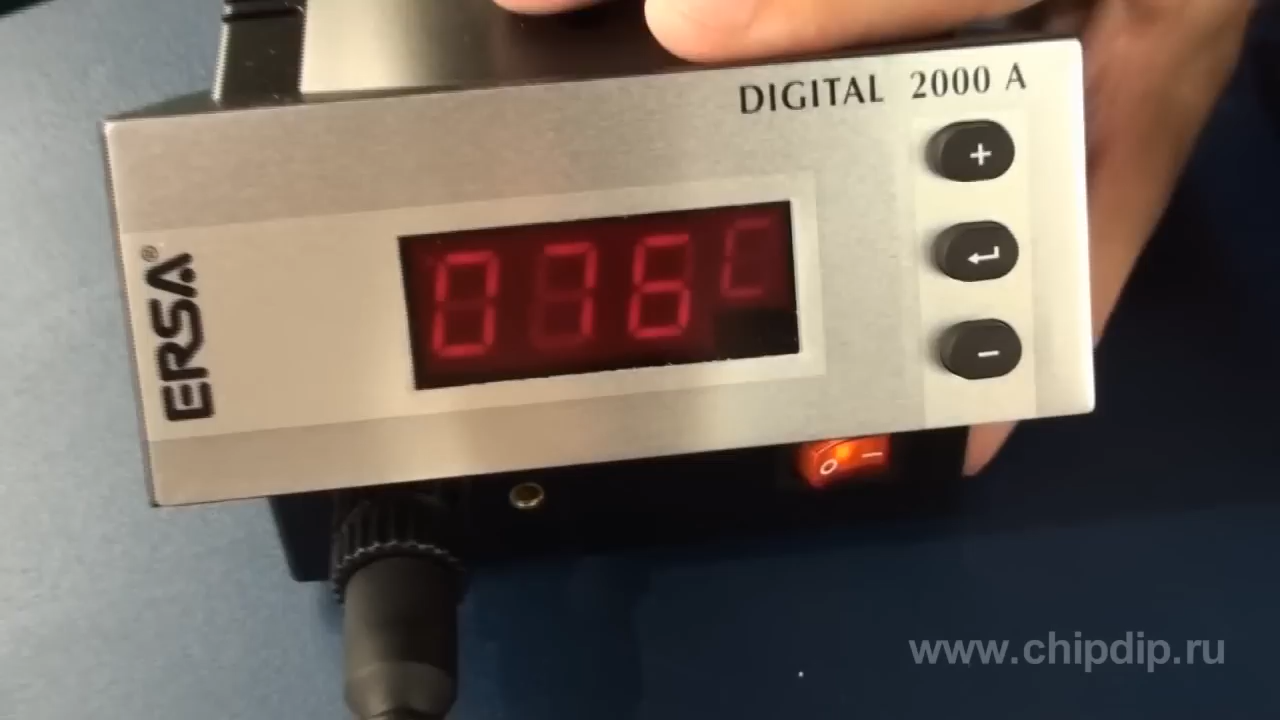 DIGITAL 2000 A
ERSA®
076 C
+
↵
−
O −
www.chipdip.ru